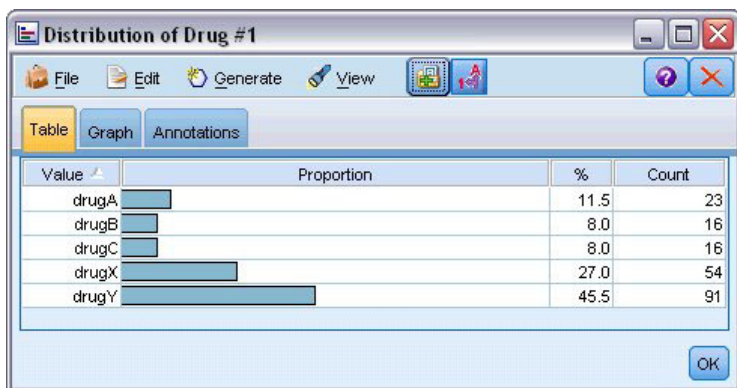 Distribution of Drug #1
File Edit Generate View
Table Graph Annotations
Value Proportion % Count
drugA 11.5 23
drugB 8.0 16
drugC 8.0 16
drugX 27.0 54
drugY 45.5 91
OK